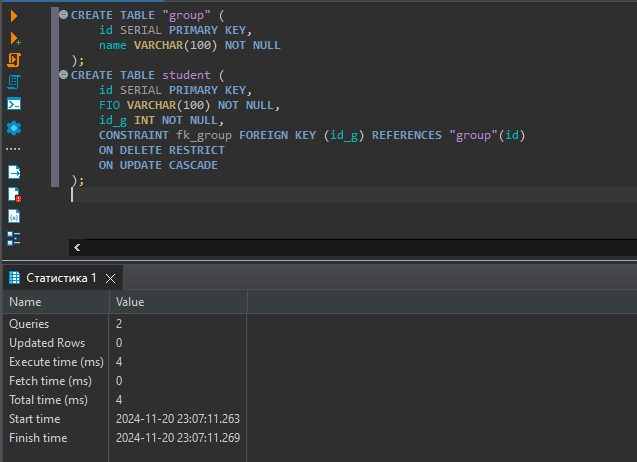 CREATE TABLE "group" (
    id SERIAL PRIMARY KEY,
    name VARCHAR(100) NOT NULL
);
CREATE TABLE student (
    id SERIAL PRIMARY KEY,
    FIO VARCHAR(100) NOT NULL,
    id_g INT NOT NULL,
    CONSTRAINT fk_group FOREIGN KEY (id_g) REFERENCES "group"(id)
    ON DELETE RESTRICT
    ON UPDATE CASCADE
);
Статистика 1
Name Value
Queries 2
Updated Rows 0
Execute time (ms) 4
Fetch time (ms) 0
Total time (ms) 4
Start time 2024-11-20 23:07:11.263
Finish time 2024-11-20 23:07:11.269